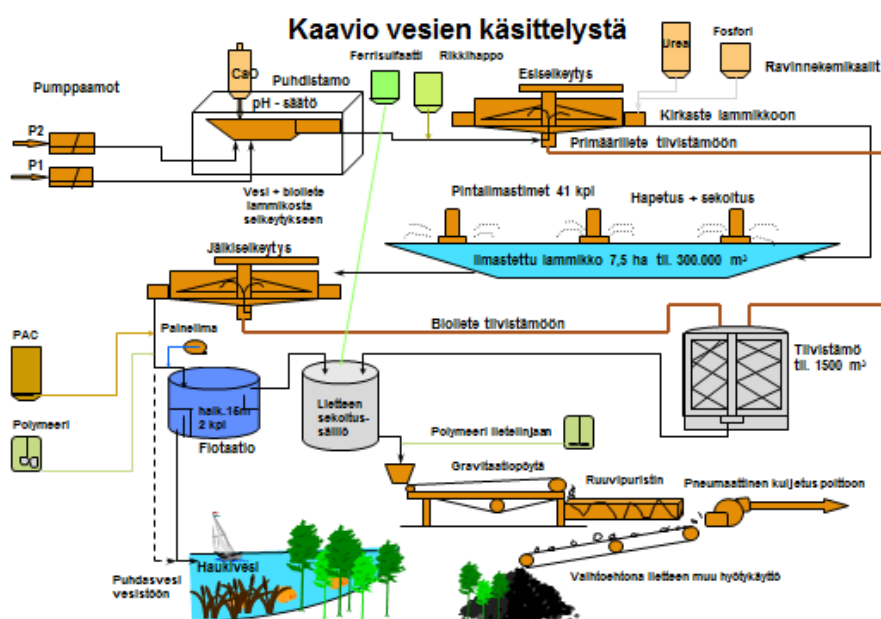 Kaavio vesien käsittelystä
Ferrisulfaatti
Rikkihappo
Urea
Fosfori
CaO
Puhdistamo
Esiselkeytys
Ravinnekemikaalit
Pumppaamot
pH - säätö
Kirkaste lammikkoon
P2
Primääriliete tiivistämöön
P1
Vesi + bioliete
lammikosta
selkeytykseen
Pintailmastimet 41 kpl
Hapetus + sekoitus
Jälkiselkeytys
Ilmastettu lammikko 7,5 ha til. 300.000 m³
Bioliete tiivistämöön
PAC
Paineilma
Tiivistämö
til. 1500 m³
halk.15m
2 kpl
Lietteen
sekoitus-
säiliö
Polymeeri
Polymeeri lietelinjaan
Flotaatio
Gravitaatiopöytä
Ruuvipuristin
Pneumaattinen kuljetus polttoon
Haukivesi
Puhdasvesi
vesistöön
Vaihtoehtona lietteen muu hyötykäyttö